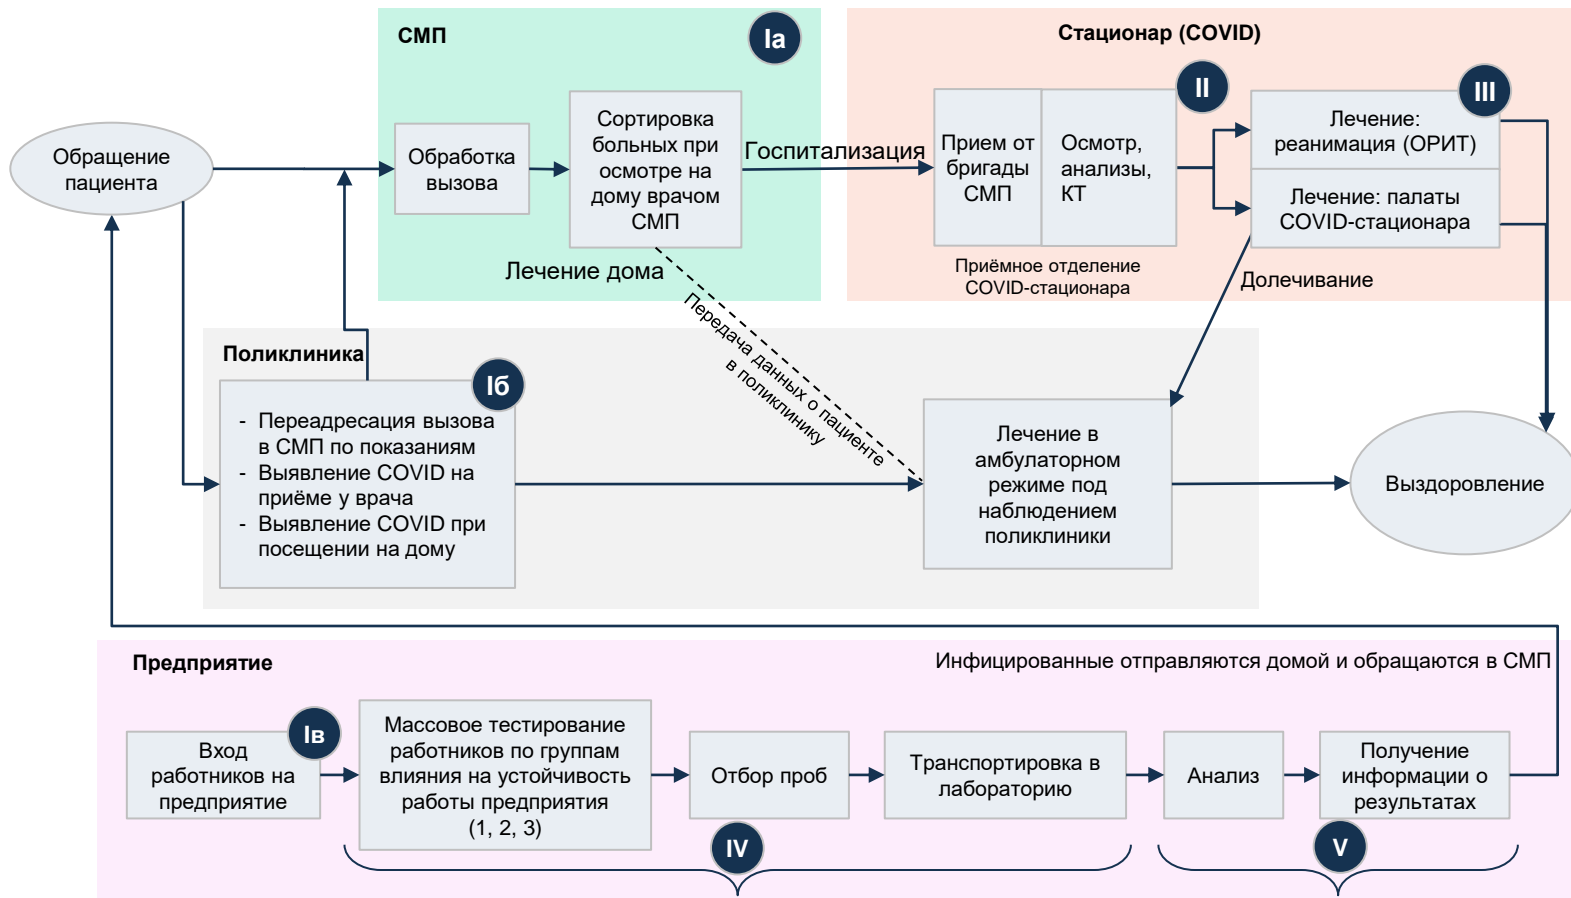 СМП
Iа
Стационар (COVID)
II
III
Обращение
пациента
Обработка
вызова
Сортировка
больных при
осмотре на
дому врачом
СМП
Госпитализация
Прием от
бригады
СМП
Осмотр,
анализы,
КТ
Лечение:
реанимация (ОРИТ)
Лечение: палаты
COVID-стационара
Лечение дома
Приёмное отделение
COVID-стационара
Долечивание
Передача данных о пациенте
в поликлинику
Поликлиника
Iб
- Переадресация вызова
в СМП по показаниям
- Выявление COVID на
приёме у врача
- Выявление COVID при
посещении на дому
Лечение в
амбулаторном
режиме под
наблюдением
поликлиники
Выздоровление
Предприятие
Инфицированные отправляются домой и обращаются в СМП
Iв
Вход
работников на
предприятие
Массовое тестирование
работников по группам
влияния на устойчивость
работы предприятия
(1, 2, 3)
Отбор проб
Транспортировка в
лабораторию
Анализ
Получение
информации о
результатах
IV
V